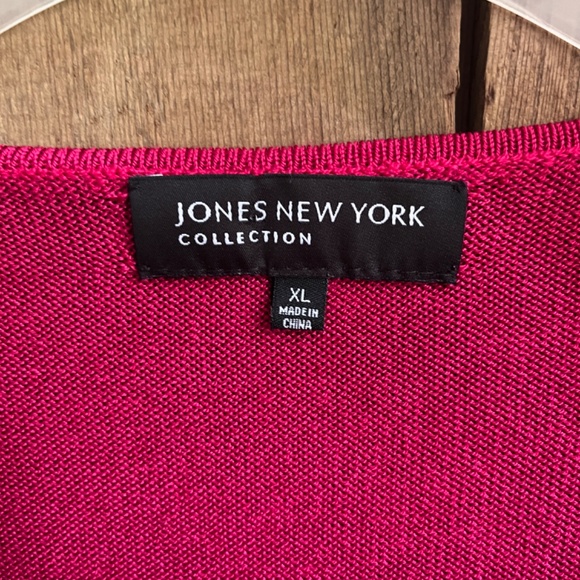 JONES NEW YORK
COLLECTION
XL
MADE IN
CHINA